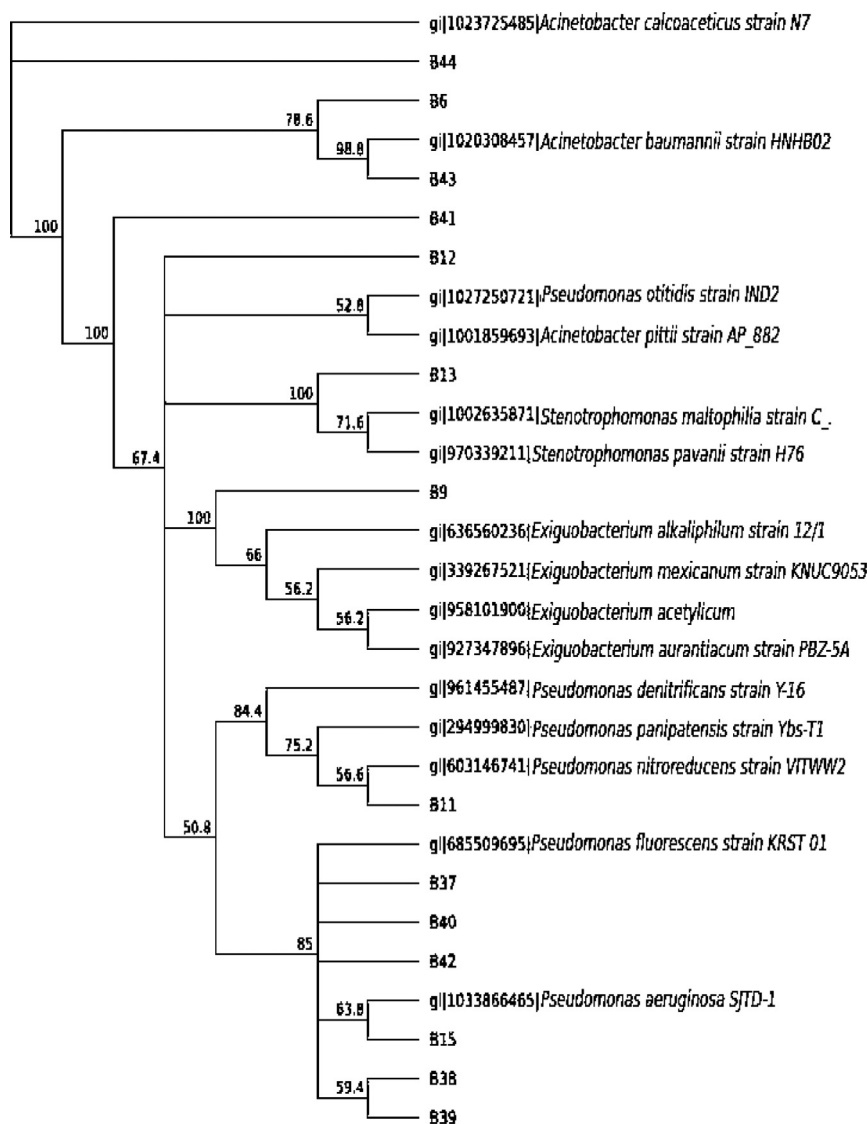 gi|1023725485|Acinetobacter calcoaceticus strain N7
B44
B6
78.6
gi|1020308457|Acinetobacter baumannii strain HNHB02
98.8
B43
B41
100
B12
gi|1027250721|Pseudomonas otitidis strain IND2
52.8
gi|1001859693|Acinetobacter pittii strain AP_882
100
B13
100
gi|1002635871|Stenotrophomonas maltophilia strain C_.
71.6
gi|970339211|Stenotrophomonas pavanii strain H76
67.4
B9
100
gi|636560236|Exiguobacterium alkaliphilum strain 12/1
66
gi|339267521|Exiguobacterium mexicanum strain KNUC9053
56.2
gi|958101900|Exiguobacterium acetylicum
56.2
gi|927347896|Exiguobacterium aurantiacum strain PBZ-5A
gi|961455487|Pseudomonas denitrificans strain Y-16
84.4
gi|294999830|Pseudomonas panipatensis strain Ybs-T1
75.2
gi|603146741|Pseudomonas nitroreducens strain VITWW2
56.6
B11
50.8
gi|685509695|Pseudomonas fluorescens strain KRST 01
B37
B40
85
B42
gi|1033866465|Pseudomonas aeruginosa SJTD-1
63.8
B15
B38
59.4
B39